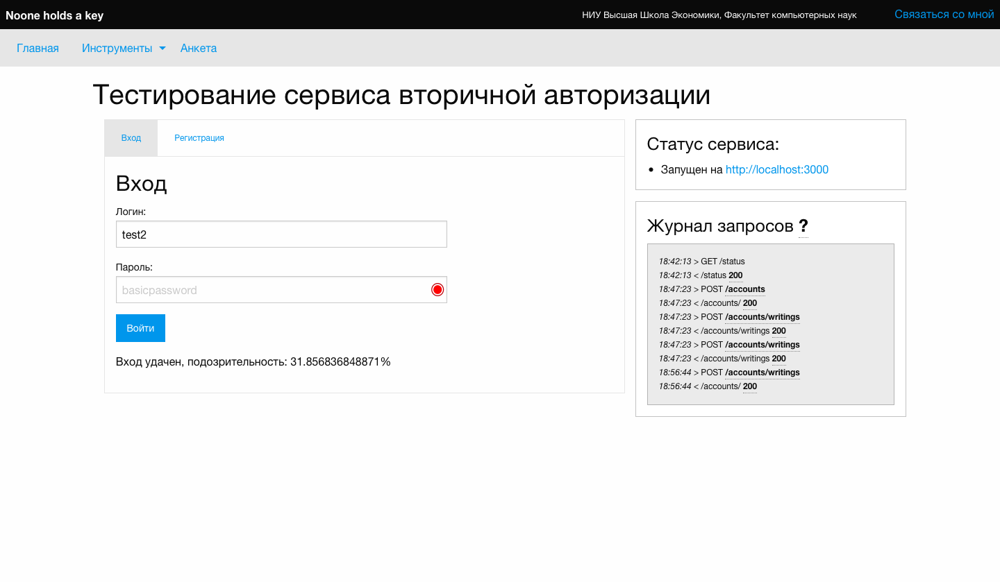 Noone holds a key
НИУ Высшая Школа Экономики, Факультет компьютерных наук
Связаться со мной
Главная
Инструменты
Анкета
Тестирование сервиса вторичной авторизации
Вход
Регистрация
Вход
Логин:
test2
Пароль:
basicpassword
Войти
Вход удачен, подозрительность: 31.856836848871%
Статус сервиса:
• Запущен на http://localhost:3000
Журнал запросов ?
18:42:13 > GET /status
18:42:13 < /status 200
18:47:23 > POST /accounts
18:47:23 < /accounts/ 200
18:47:23 > POST /accounts/writings
18:47:23 < /accounts/writings 200
18:47:23 > POST /accounts/writings
18:47:23 < /accounts/writings 200
18:56:44 > POST /accounts/writings
18:56:44 < /accounts/ 200